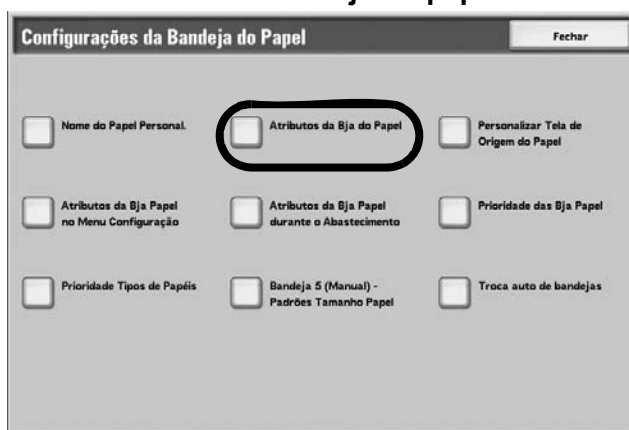 Configurações da Bandeja do Papel
Fechar
Nome do Papel Personal.
Atributos da Bja do Papel
Personalizar Tela de
Origem do Papel
Atributos da Bja Papel
no Menu Configuração
Atributos da Bja Papel
durante o Abastecimento
Prioridade das Bja Papel
Prioridade Tipos de Papéis
Bandeja 5 (Manual) -
Padrões Tamanho Papel
Troca auto de bandejas